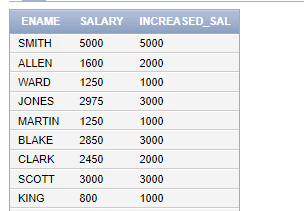 ENAME SALARY INCREASED_SAL
SMITH 5000 5000
ALLEN 1600 2000
WARD 1250 1000
JONES 2975 3000
MARTIN 1250 1000
BLAKE 2850 3000
CLARK 2450 2000
SCOTT 3000 3000
KING 800 1000